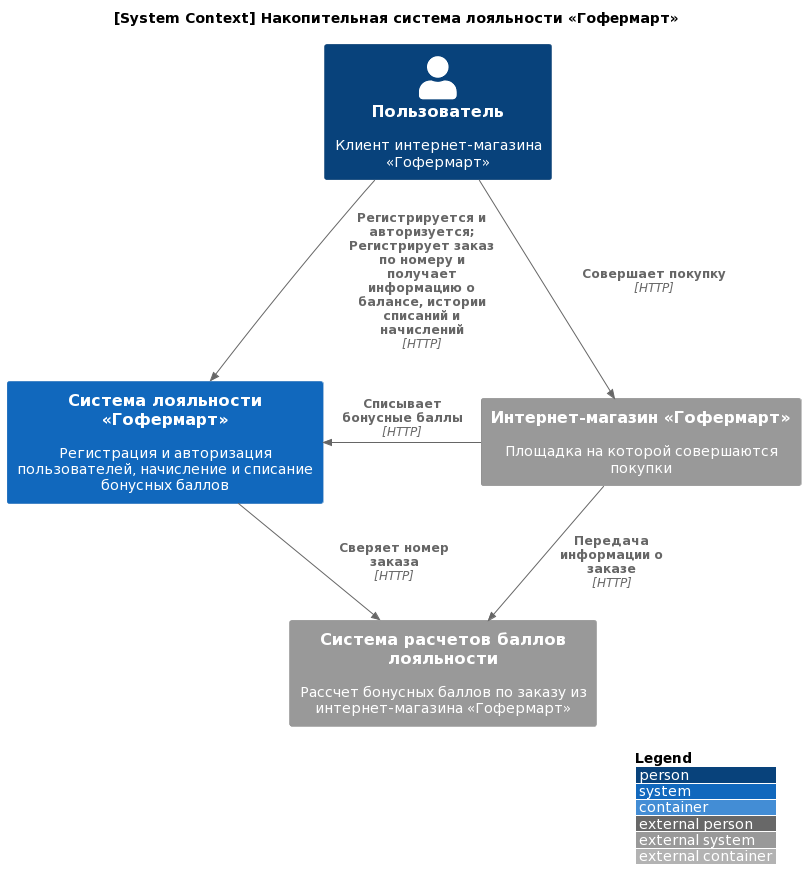 [System Context] Накопительная система лояльности «Гофермарт»
Пользователь
Клиент интернет-магазина
«Гофермарт»
Регистрируется и
авторизуется;
Регистрирует заказ
по номеру и
получает
информацию о
балансе, истории
списаний и
начислений
[HTTP]
Совершает покупку
[HTTP]
Система лояльности
«Гофермарт»
Регистрация и авторизация
пользователей, начисление и списание
бонусных баллов
Списывает
бонусные баллы
[HTTP]
Интернет-магазин «Гофермарт»
Площадка на которой совершаются
покупки
Сверяет номер
заказа
[HTTP]
Передача
информации о
заказе
[HTTP]
Система расчетов баллов
лояльности
Рассчет бонусных баллов по заказу из
интернет-магазина «Гофермарт»
Legend
person
system
container
external person
external system
external container